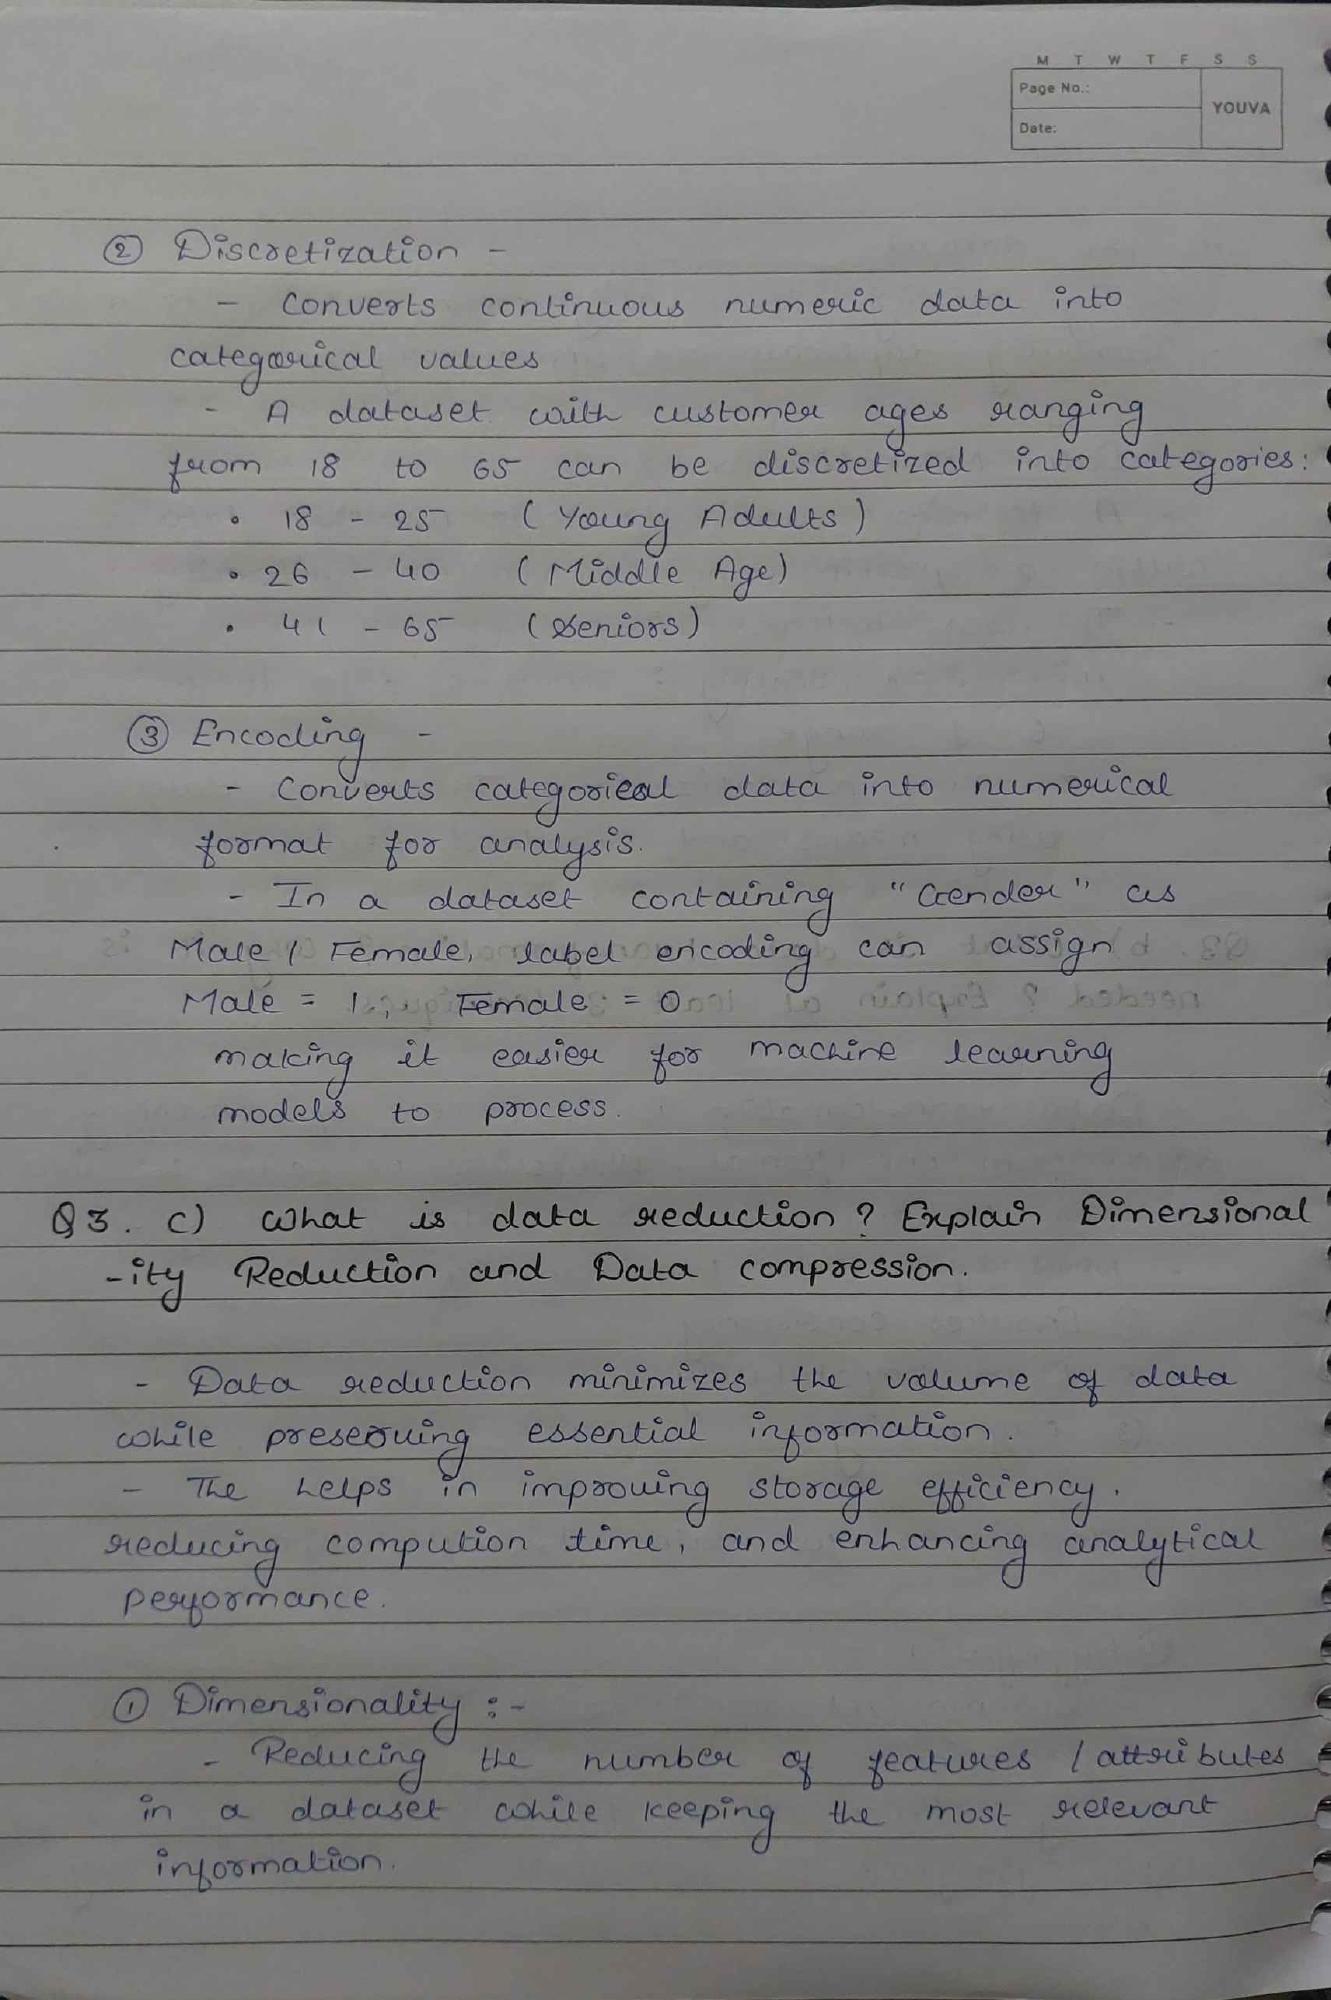 M T W T F S S
Page No.:
YOUVA
Date:
② Discretization -
- Converts continuous numeric data into
categorical values
- A dataset with customer ages ranging
from 18 to 65 can be discretized into categories:
• 18 - 25 (Young Adults)
• 26 - 40 (Middle Age)
• 41 - 65 (Seniors)
③ Encoding -
- Converts categorical data into numerical
format for analysis.
- In a dataset containing "Gender" as
Male / Female, label encoding can assign
Male = 1, Female = 0
making it easier for machine learning
models to process.
Q3. c) What is data reduction? Explain Dimensional
-ity Reduction and Data compression.
- Data reduction minimizes the volume of data
while preserving essential information.
- The helps in improving storage efficiency.
reducing compution time, and enhancing analytical
performance.
① Dimensionality :-
- Reducing the number of features / attributes
in a dataset while keeping the most relevant
information.